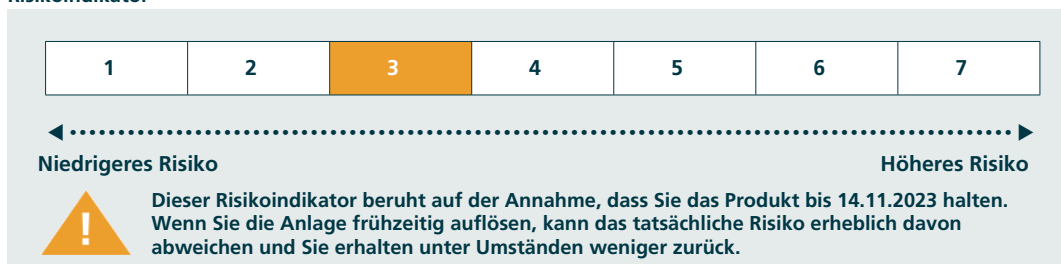 Risikoindikator
1 2 3 4 5 6 7
Niedrigeres Risiko Höheres Risiko
Dieser Risikoindikator beruht auf der Annahme, dass Sie das Produkt bis 14.11.2023 halten.
Wenn Sie die Anlage frühzeitig auflösen, kann das tatsächliche Risiko erheblich davon
abweichen und Sie erhalten unter Umständen weniger zurück.